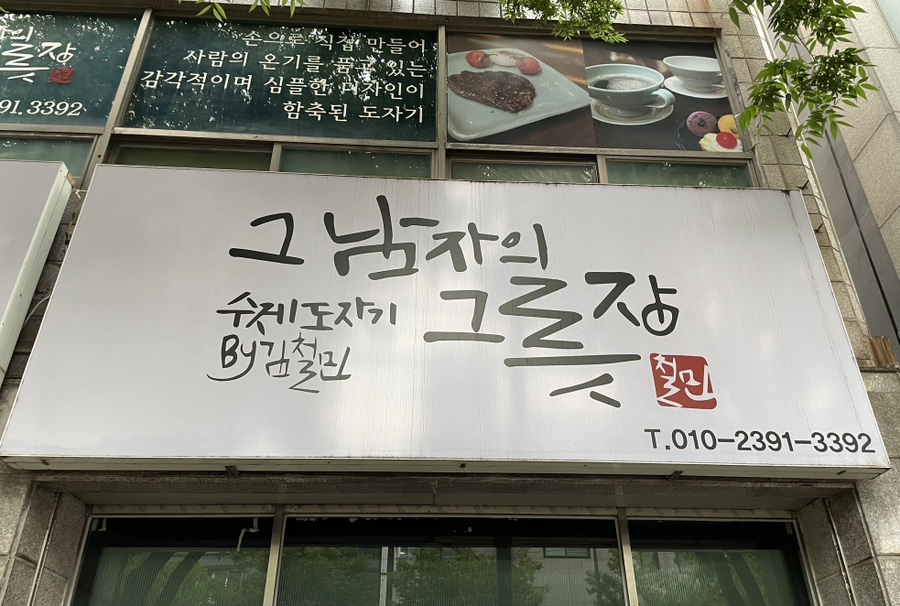 의
릇장
91.3392
손으로 직접 만들어
사람의 온기를 품고 있는
감각적이며 심플한 디자인이
함축된 도자기
그 남자의
그릇장
수제도자기
By김철민
철민
T.010-2391-3392